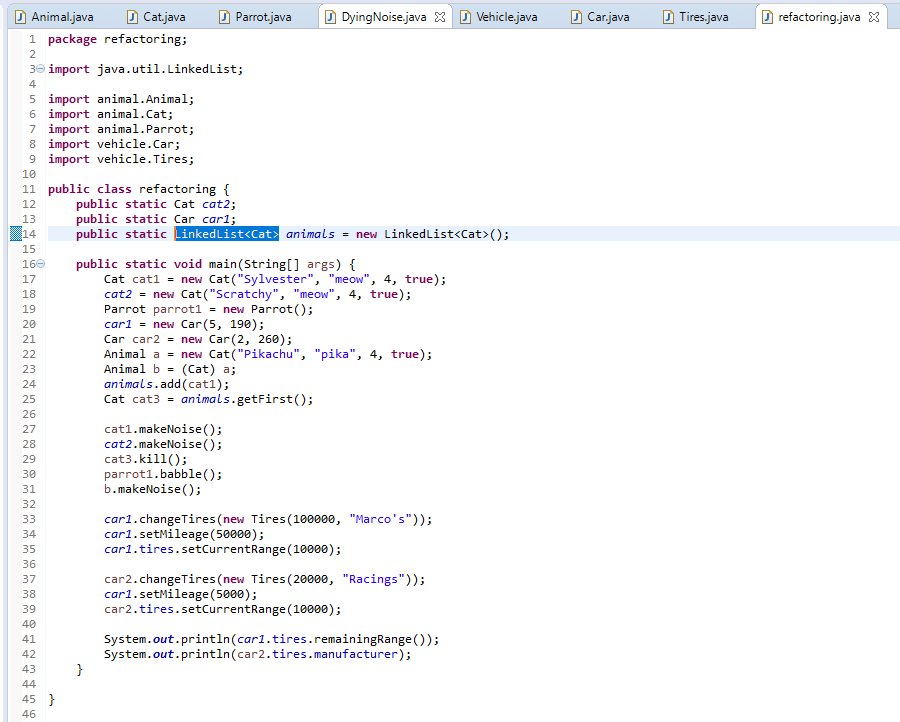 Animal.java Cat.java Parrot.java DyingNoise.java Vehicle.java Car.java Tires.java refactoring.java
1 package refactoring;
2
3 import java.util.LinkedList;
4
5 import animal.Animal;
6 import animal.Cat;
7 import animal.Parrot;
8 import vehicle.Car;
9 import vehicle.Tires;
10
11 public class refactoring {
12     public static Cat cat2;
13     public static Car car1;
14     public static LinkedList<Cat> animals = new LinkedList<Cat>();
15
16     public static void main(String[] args) {
17         Cat cat1 = new Cat("Sylvester", "meow", 4, true);
18         cat2 = new Cat("Scratchy", "meow", 4, true);
19         Parrot parrot1 = new Parrot();
20         car1 = new Car(5, 190);
21         Car car2 = new Car(2, 260);
22         Animal a = new Cat("Pikachu", "pika", 4, true);
23         Animal b = (Cat) a;
24         animals.add(cat1);
25         Cat cat3 = animals.getFirst();
26
27         cat1.makeNoise();
28         cat2.makeNoise();
29         cat3.kill();
30         parrot1.babble();
31         b.makeNoise();
32
33         car1.changeTires(new Tires(100000, "Marco's"));
34         car1.setMileage(50000);
35         car1.tires.setCurrentRange(10000);
36
37         car2.changeTires(new Tires(20000, "Racings"));
38         car1.setMileage(5000);
39         car2.tires.setCurrentRange(10000);
40
41         System.out.println(car1.tires.remainingRange());
42         System.out.println(car2.tires.manufacturer);
43     }
44
45 }
46